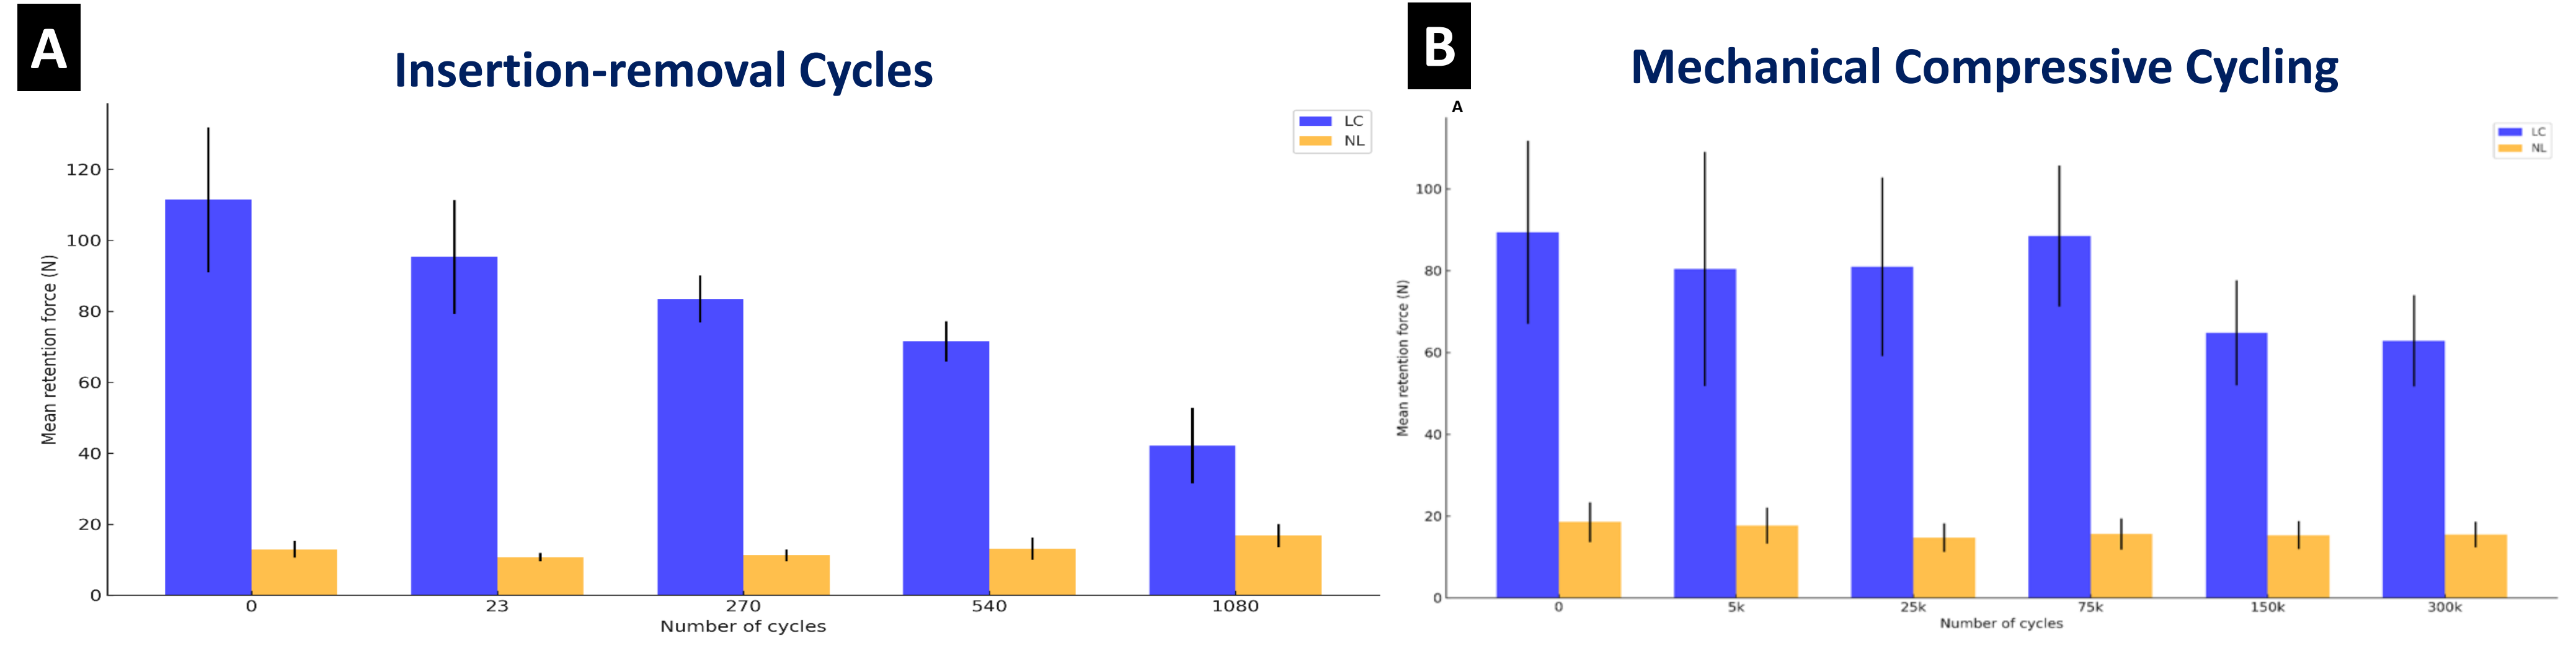 A
Insertion-removal Cycles
LC
NL
Mean retention force (N)
120
100
80
60
40
20
0
0 23 270 540 1080
Number of cycles
B
Mechanical Compressive Cycling
A
LC
NL
Mean retention force (N)
100
80
60
40
20
0
0 5k 25k 75k 150k 300k
Number of cycles